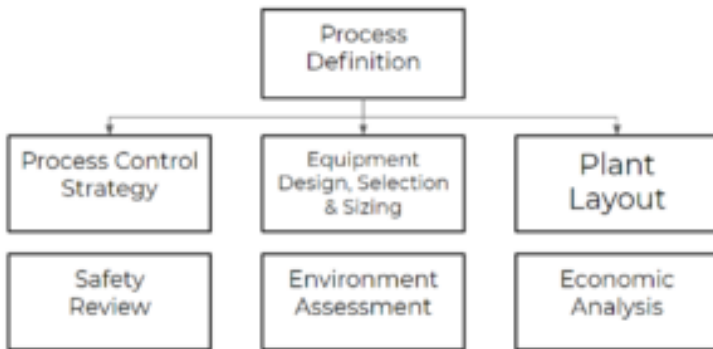 Process
Definition
Process Control
Strategy
Equipment
Design, Selection
& Sizing
Plant
Layout
Safety
Review
Environment
Assessment
Economic
Analysis